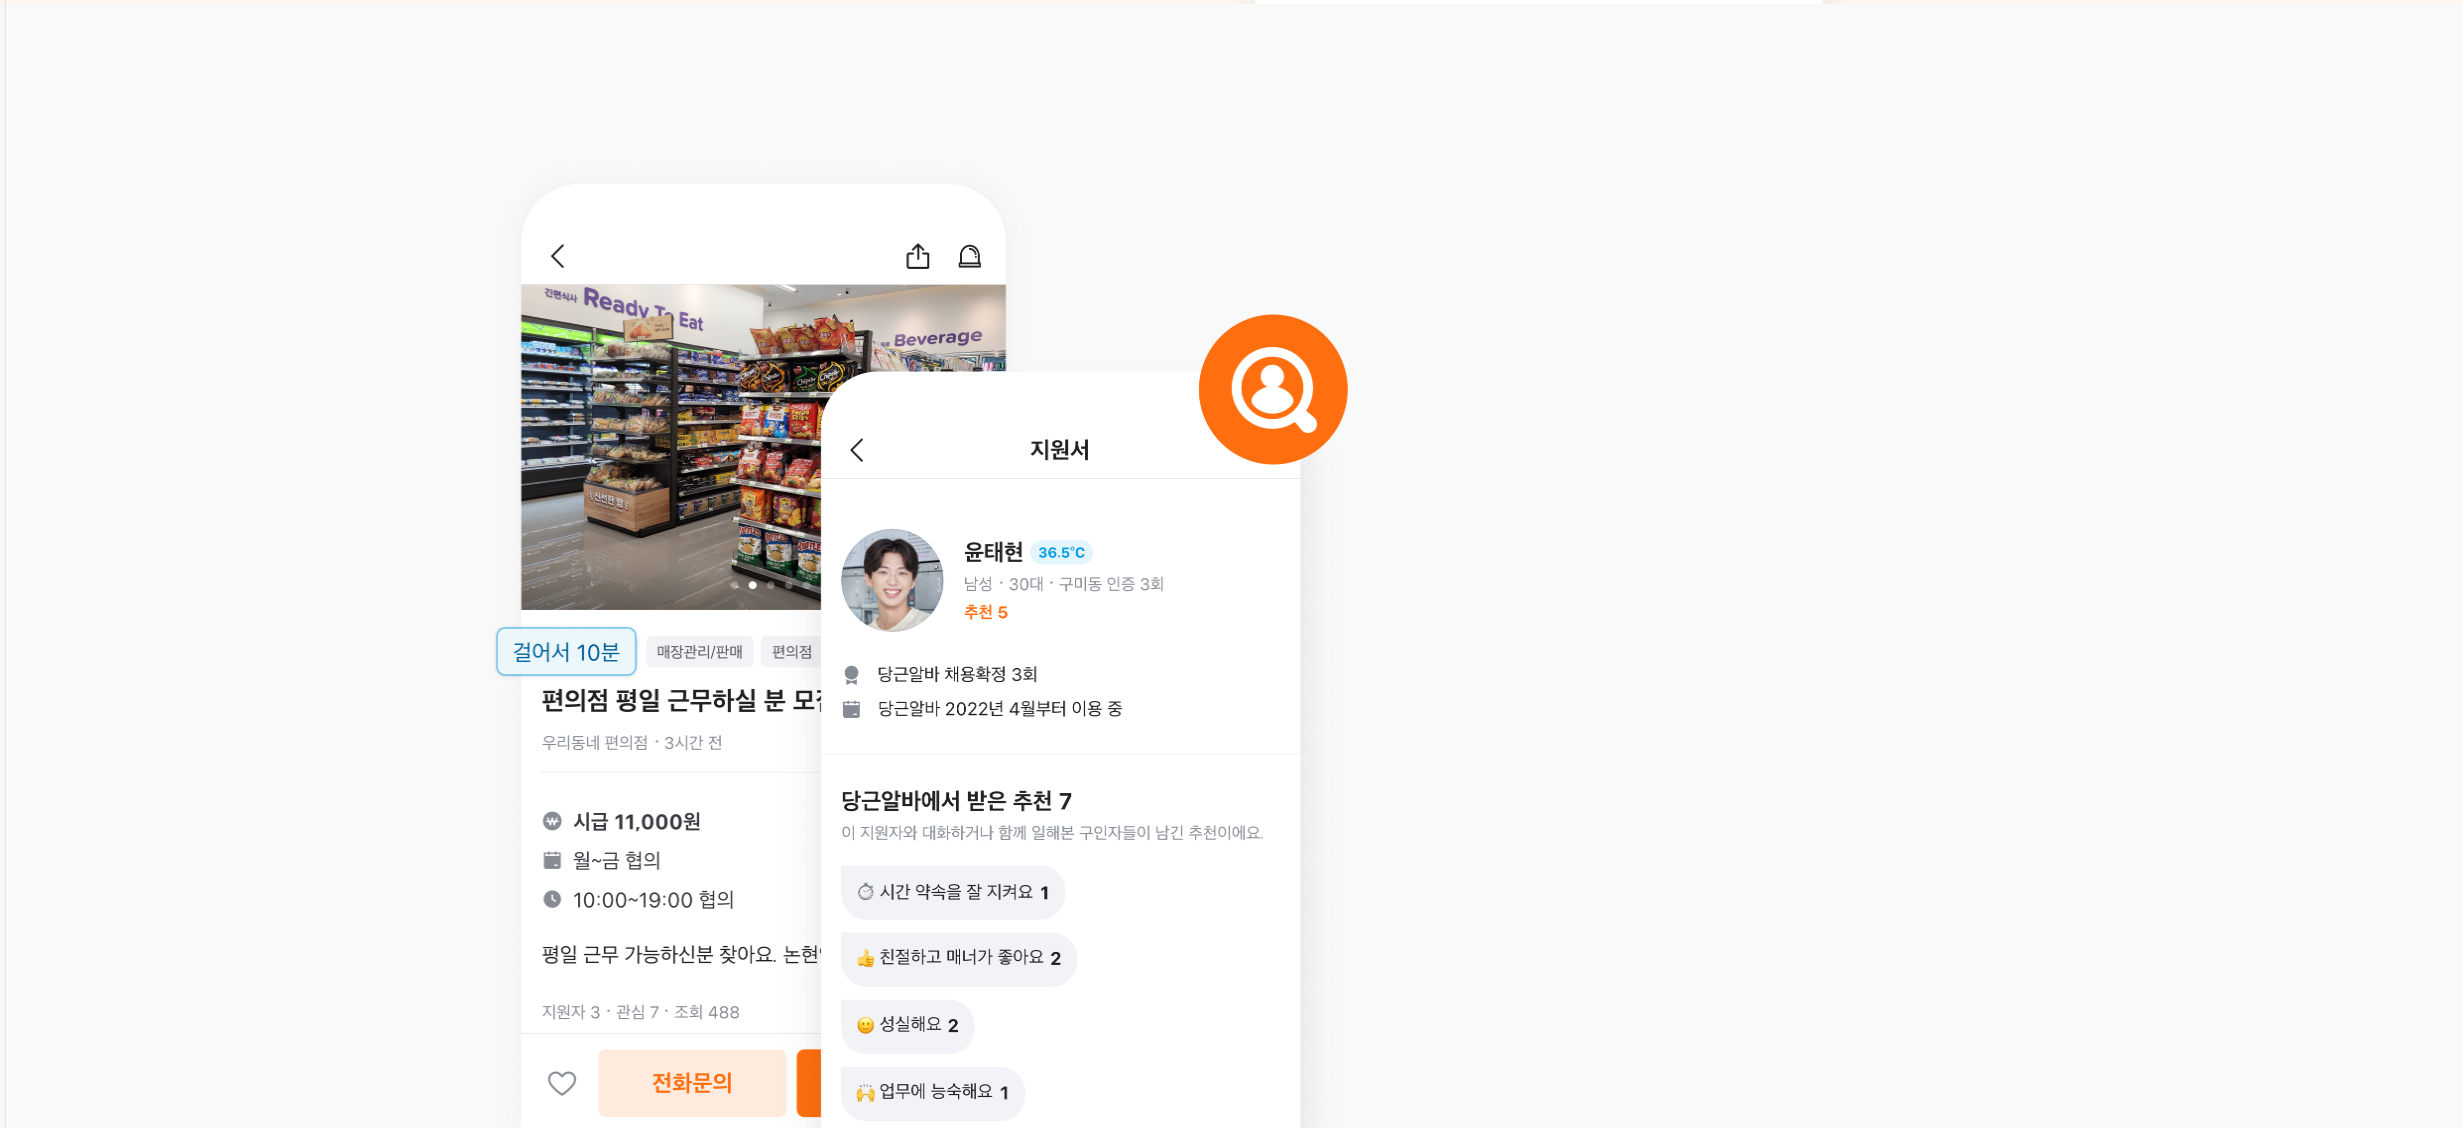 간편식사 Ready To Eat
Beverage
신선한 빵
걸어서 10분
매장관리/판매
편의점
편의점 평일 근무하실 분 모집
우리동네 편의점 · 3시간 전
시급 11,000원
월~금 협의
10:00~19:00 협의
평일 근무 가능하신분 찾아요. 논현
지원자 3 · 관심 7 · 조회 488
전화문의
지원서
윤태현 36.5°C
남성 · 30대 · 구미동 인증 3회
추천 5
당근알바 채용확정 3회
당근알바 2022년 4월부터 이용 중
당근알바에서 받은 추천 7
이 지원자와 대화하거나 함께 일해본 구인자들이 남긴 추천이에요.
⏱ 시간 약속을 잘 지켜요 1
👍 친절하고 매너가 좋아요 2
🙂 성실해요 2
🙌 업무에 능숙해요 1